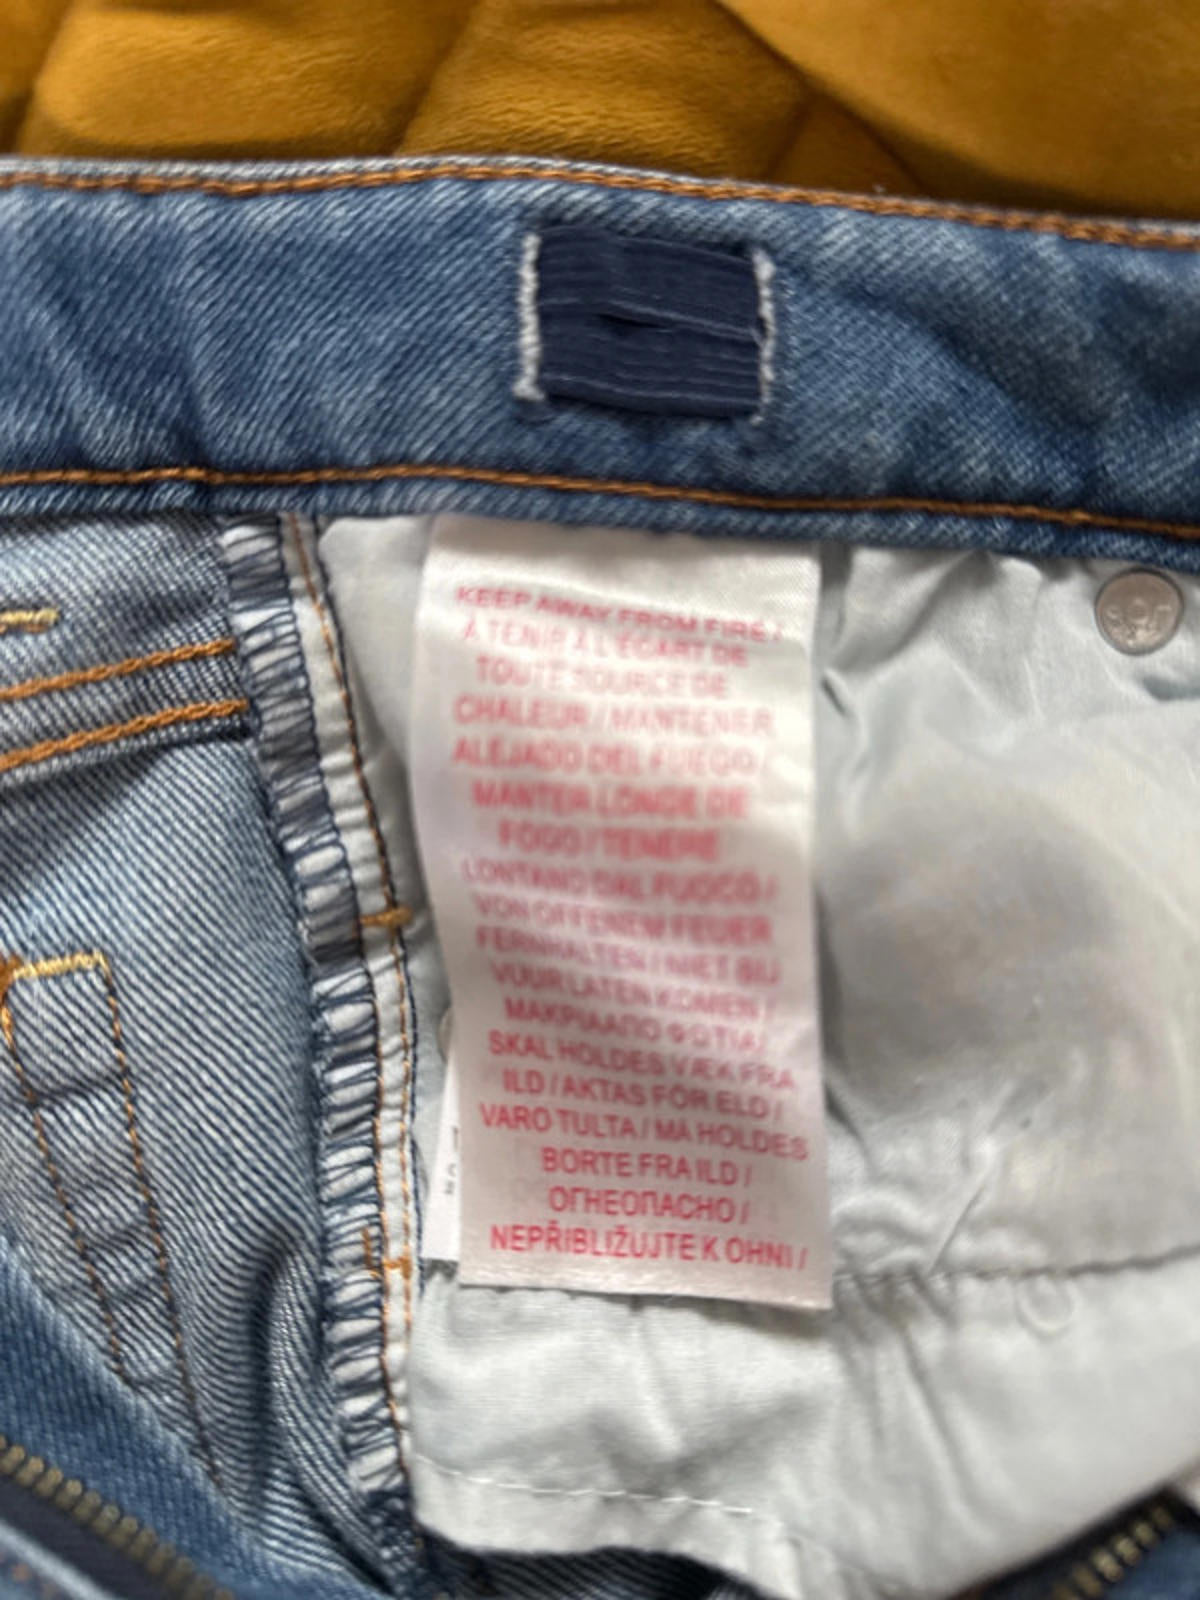 KEEP AWAY FROM FIRE /
À TENIR À L'ÉCART DE
TOUTE SOURCE DE
CHALEUR / MANTENER
ALEJADO DEL FUEGO /
MANTER LONGE DE
FOGO / TENERE
LONTANO DAL FUOCO /
VON OFFENEM FEUER
FERNHALTEN / NIET BIJ
VUUR LATEN KOMEN /
ΜΑΚΡΙΑ ΑΠΟ ΦΩΤΙΑ /
SKAL HOLDES VÆK FRA
ILD / AKTAS FÖR ELD /
VARO TULTA / MÅ HOLDES
BORTE FRA ILD /
ОГНЕОПАСНО /
NEPŘIBLIŽUJTE K OHNI /